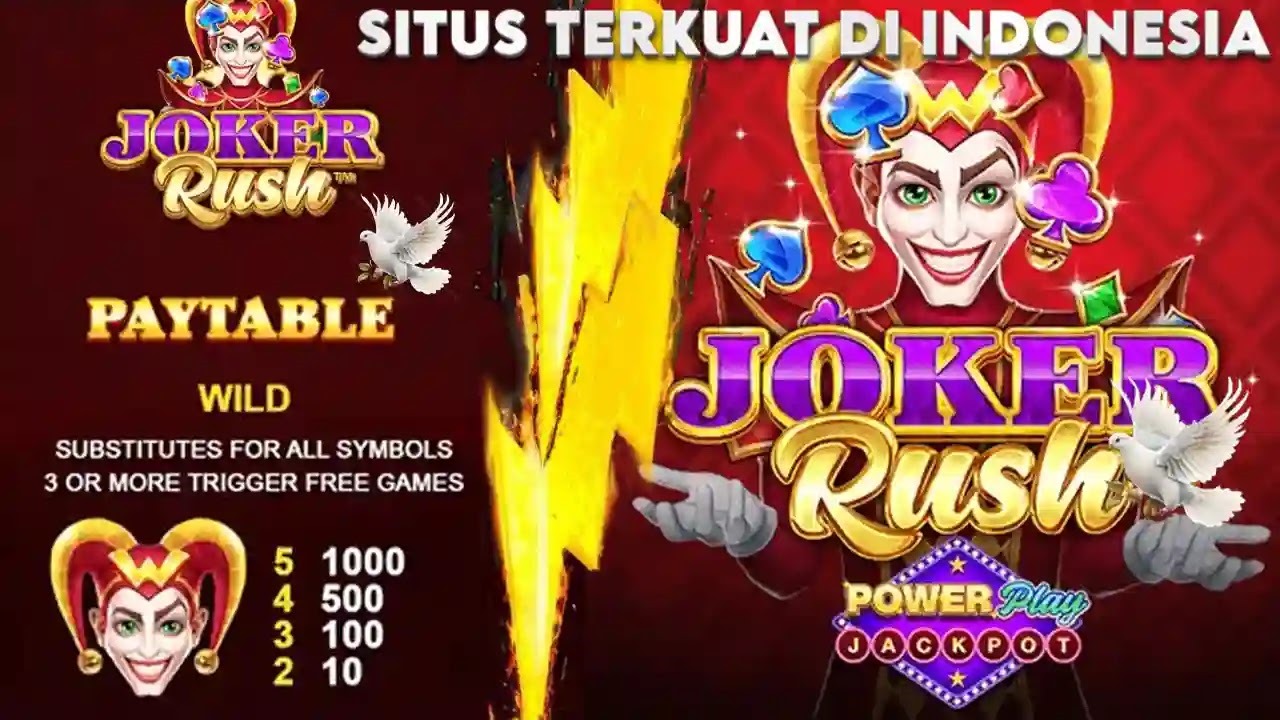 SITUS TERKUAT DI INDONESIA
JOKER
Rush™
PAYTABLE
WILD
SUBSTITUTES FOR ALL SYMBOLS
3 OR MORE TRIGGER FREE GAMES
5 1000
4 500
3 100
2 10
W
W
JOKER
Rush
POWER Play
JACKPOT